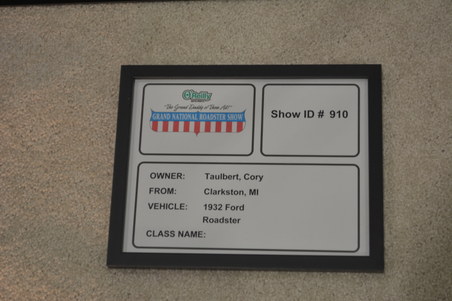 O'Reilly
"The Grand Daddy of Them All"
GRAND NATIONAL ROADSTER SHOW
Show ID # 910
OWNER: Taulbert, Cory
FROM: Clarkston, MI
VEHICLE: 1932 Ford
Roadster
CLASS NAME: